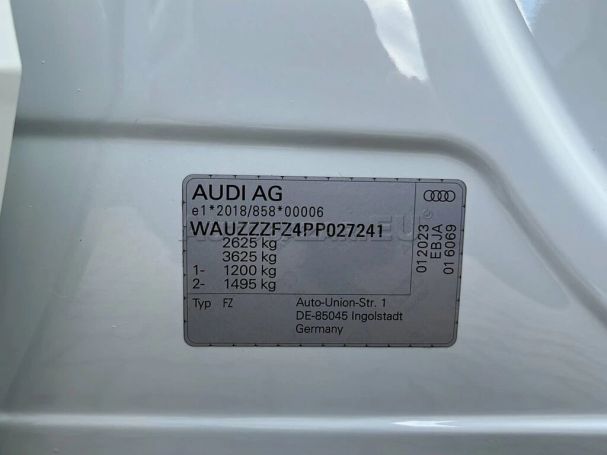 AUDI AG
e1*2018/858*00006
WAUZZZFZ4PP027241
2625 kg
3625 kg
1- 1200 kg
2- 1495 kg
Typ FZ
Auto-Union-Str. 1
DE-85045 Ingolstadt
Germany
012023
EBJA
016069